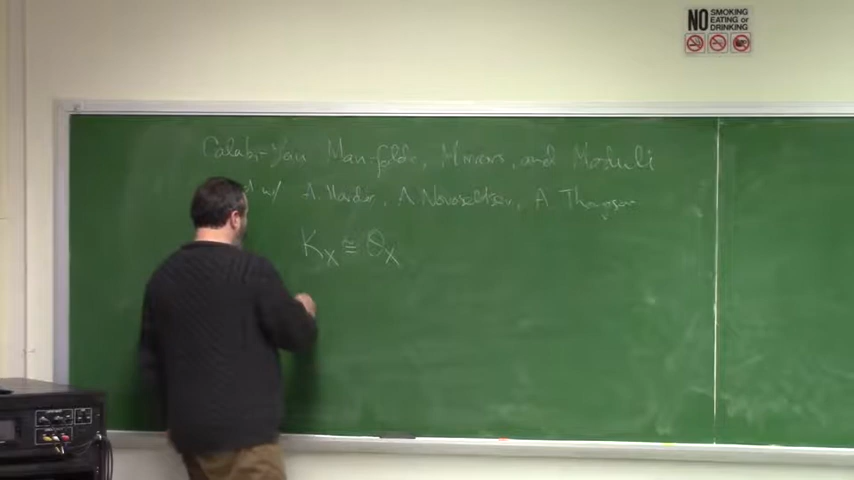 NO SMOKING
EATING or
DRINKING
Calabi-Yau Manifolds, Mirrors, and Moduli
w/ A. Harder, A. Novoseltsev, A. Thompson
K_X ≅ O_X